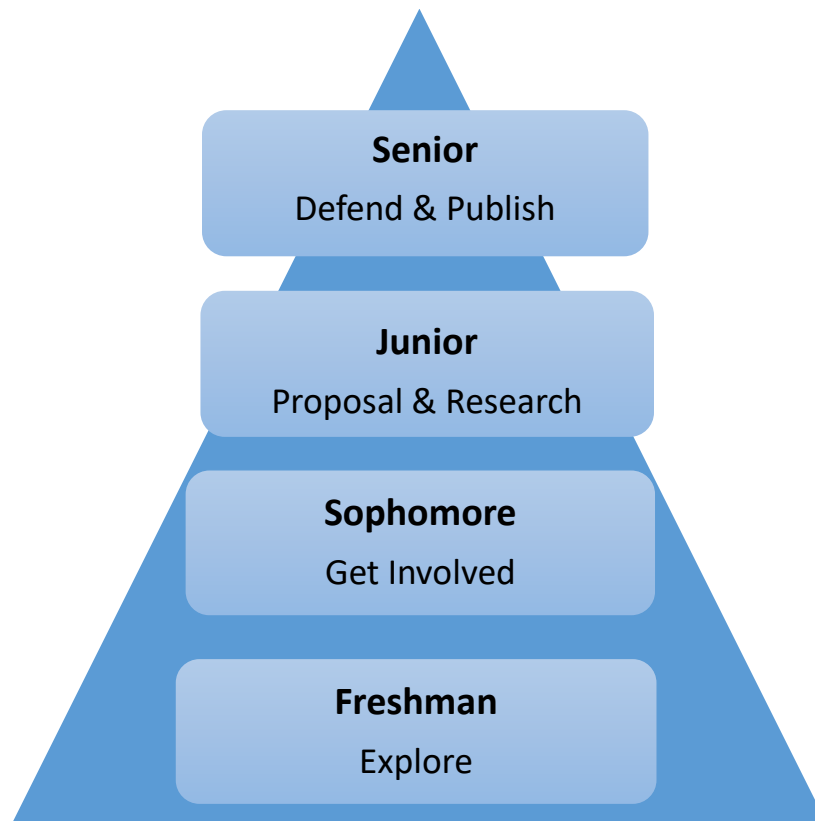 Senior
Defend & Publish
Junior
Proposal & Research
Sophomore
Get Involved
Freshman
Explore